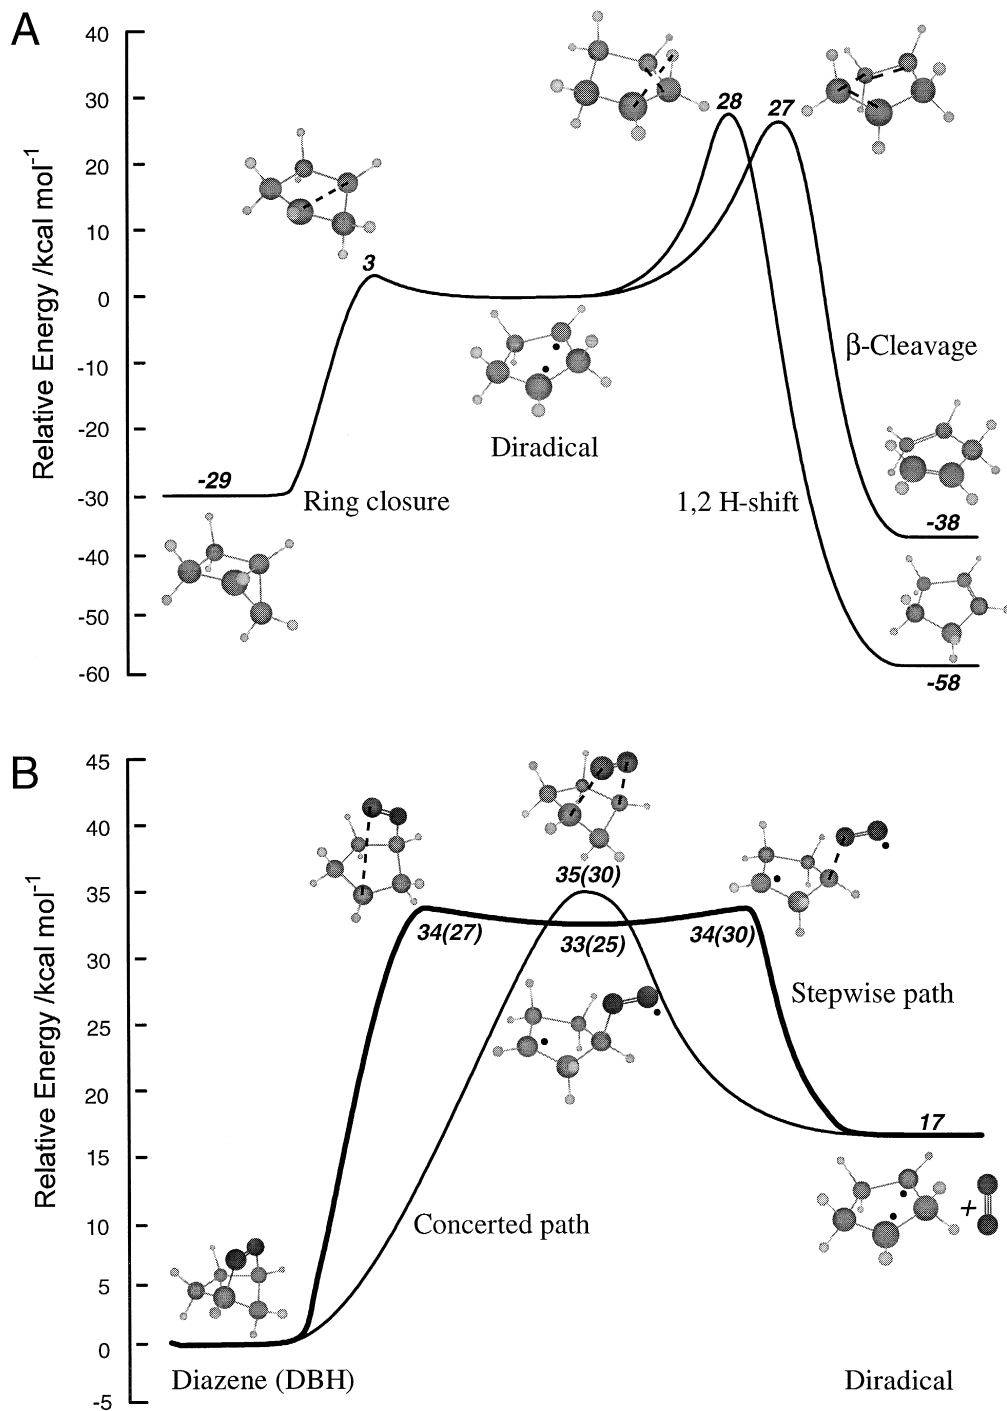 A
Relative Energy /kcal mol⁻¹
40
30
20
10
0
-10
-20
-30
-40
-50
-60
3
28
27
β-Cleavage
Diradical
-29
Ring closure
1,2 H-shift
-38
-58
B
Relative Energy /kcal mol⁻¹
45
40
35
30
25
20
15
10
5
0
-5
35(30)
34(27)
33(25)
34(30)
Stepwise path
17
Concerted path
+
Diazene (DBH)
Diradical